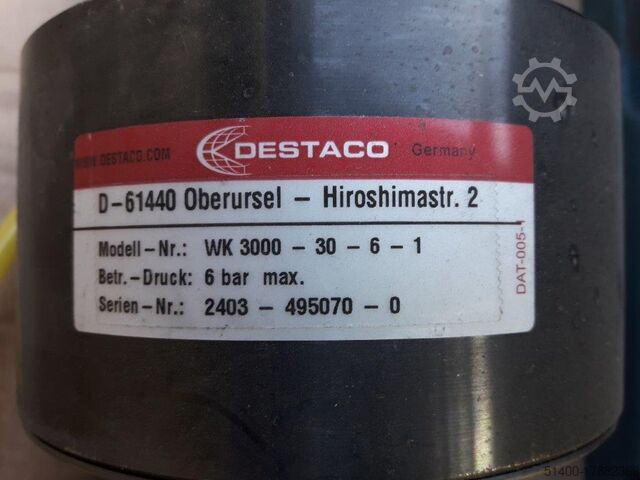 .DESTACO.COM
DESTACO
Germany
D-61440 Oberursel - Hiroshimastr. 2
Modell-Nr.: WK 3000 - 30 - 6 - 1
Betr.-Druck: 6 bar max.
Serien-Nr.: 2403 - 495070 - 0
DAT-005-1